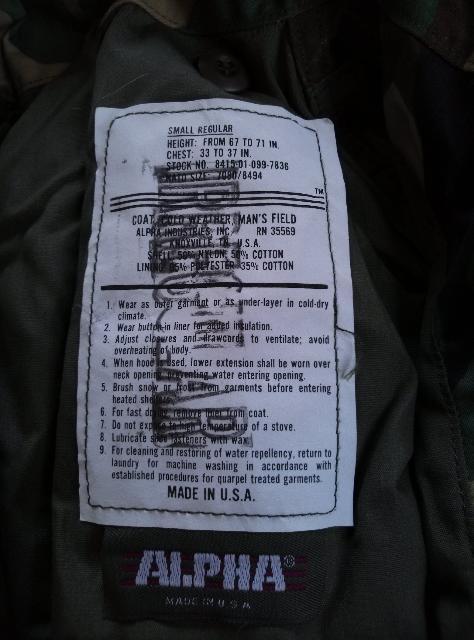 SMALL REGULAR
HEIGHT: FROM 67 TO 71 IN.
CHEST: 33 TO 37 IN.
STOCK NO. 8415-01-099-7836
NATO SIZE: 7080/8494
TM
COAT, COLD WEATHER, MAN'S FIELD
ALPHA INDUSTRIES, INC. RN 35569
KNOXVILLE, TN, U.S.A.
SHELL: 50% NYLON, 50% COTTON
LINING: 65% POLYESTER 35% COTTON
1. Wear as outer garment or as under-layer in cold-dry
climate.
2. Wear button-in liner for added insulation.
3. Adjust closures and drawcords to ventilate; avoid
overheating of body.
4. When hood is used, lower extension shall be worn over
neck opening, preventing water entering opening.
5. Brush snow or frost from garments before entering
heated shelters.
6. For fast drying, remove liner from coat.
7. Do not expose to high temperature of a stove.
8. Lubricate slide fasteners with wax.
9. For cleaning and restoring of water repellency, return to
laundry for machine washing in accordance with
established procedures for quarpel treated garments.
MADE IN U.S.A.
ALPHA®
MADE IN U S A